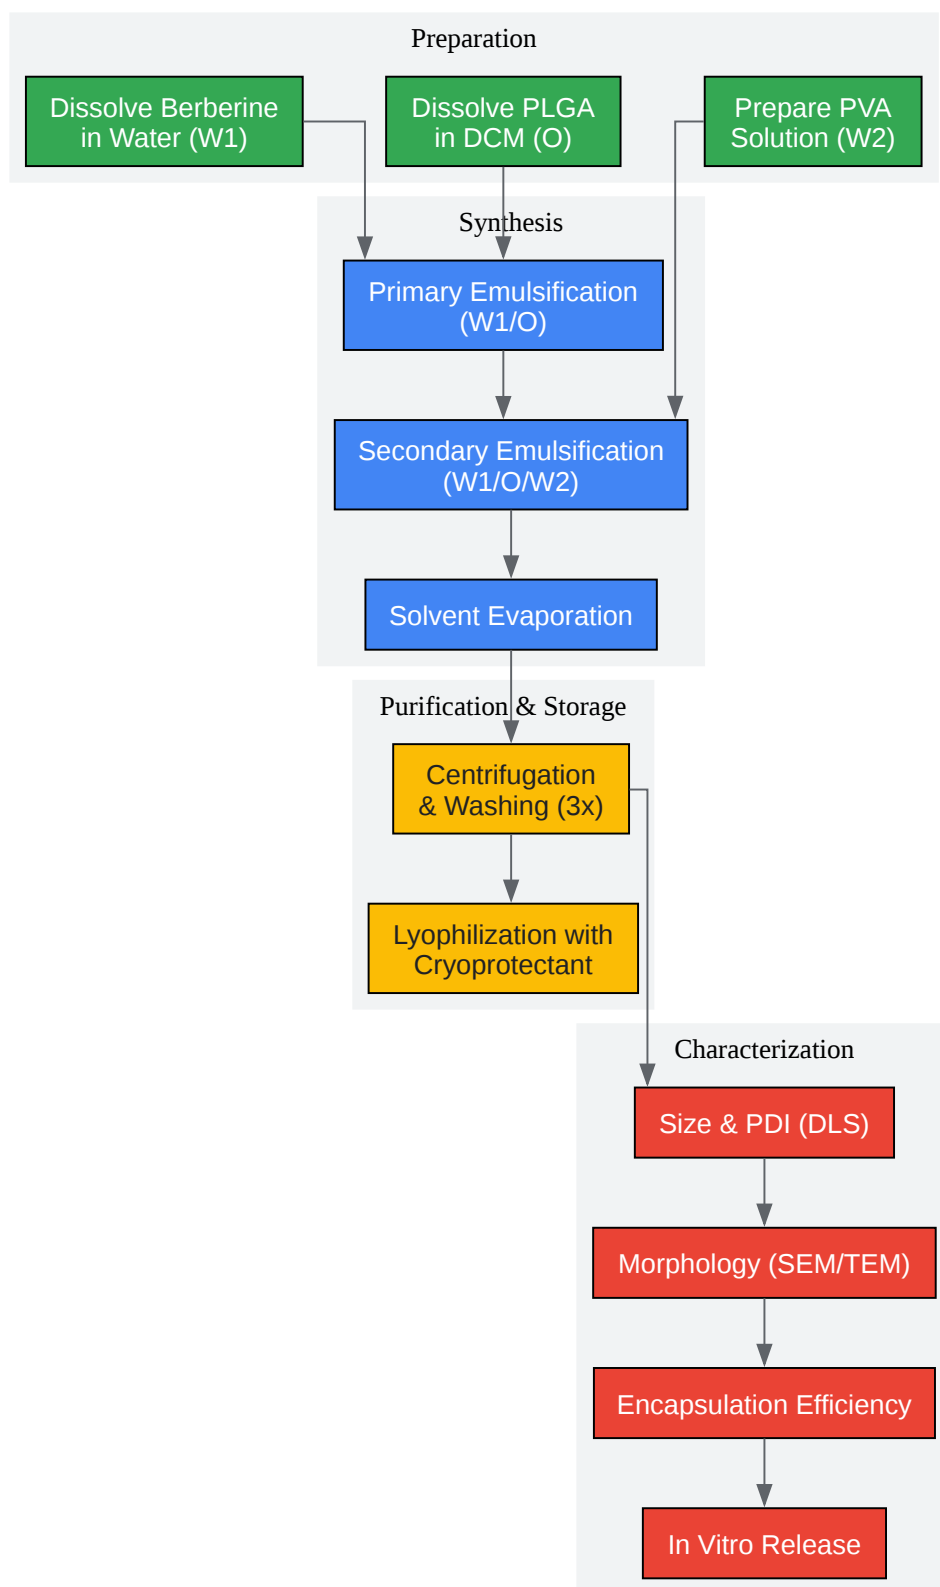 Preparation
Dissolve Berberine
in Water (W1)
Dissolve PLGA
in DCM (O)
Prepare PVA
Solution (W2)
Synthesis
Primary Emulsification
(W1/O)
Secondary Emulsification
(W1/O/W2)
Solvent Evaporation
Purification & Storage
Centrifugation
& Washing (3x)
Lyophilization with
Cryoprotectant
Characterization
Size & PDI (DLS)
Morphology (SEM/TEM)
Encapsulation Efficiency
In Vitro Release